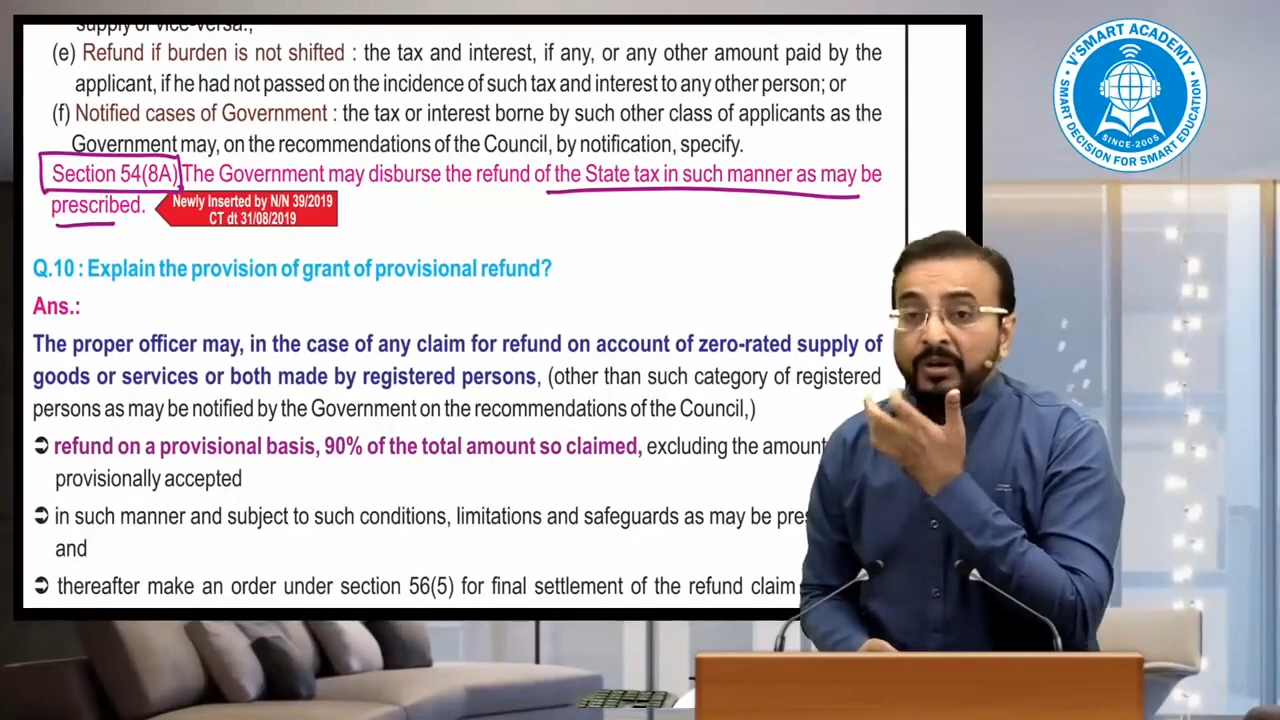 supply or vice-versa.;
(e) Refund if burden is not shifted : the tax and interest, if any, or any other amount paid by the
applicant, if he had not passed on the incidence of such tax and interest to any other person; or
(f) Notified cases of Government : the tax or interest borne by such other class of applicants as the
Government may, on the recommendations of the Council, by notification, specify.
Section 54(8A) The Government may disburse the refund of the State tax in such manner as may be
prescribed.
Newly Inserted by N/N 39/2019
CT dt 31/08/2019
Q.10 : Explain the provision of grant of provisional refund?
Ans.:
The proper officer may, in the case of any claim for refund on account of zero-rated supply of
goods or services or both made by registered persons, (other than such category of registered
persons as may be notified by the Government on the recommendations of the Council,)
➲ refund on a provisional basis, 90% of the total amount so claimed, excluding the amount
provisionally accepted
➲ in such manner and subject to such conditions, limitations and safeguards as may be
and
➲ thereafter make an order under section 56(5) for final settlement of the refund claim
V'SMART ACADEMY
SINCE-2005
SMART DECISION FOR SMART EDUCATION